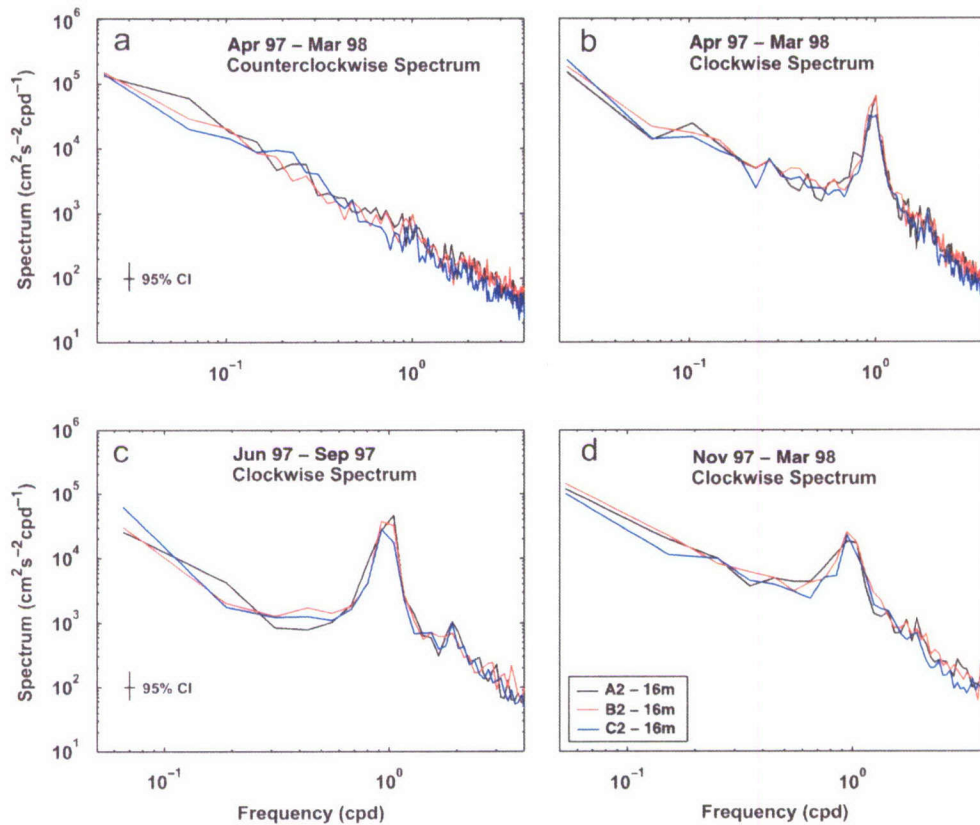 a
Apr 97 – Mar 98
Counterclockwise Spectrum
Spectrum (cm²s⁻²cpd⁻¹)
10⁶
10⁵
10⁴
10³
10²
10¹
95% CI
10⁻¹
10⁰
b
Apr 97 – Mar 98
Clockwise Spectrum
10⁻¹
10⁰
c
Jun 97 – Sep 97
Clockwise Spectrum
Spectrum (cm²s⁻²cpd⁻¹)
10⁶
10⁵
10⁴
10³
10²
10¹
95% CI
10⁻¹
10⁰
Frequency (cpd)
d
Nov 97 – Mar 98
Clockwise Spectrum
A2 – 16m
B2 – 16m
C2 – 16m
10⁻¹
10⁰
Frequency (cpd)